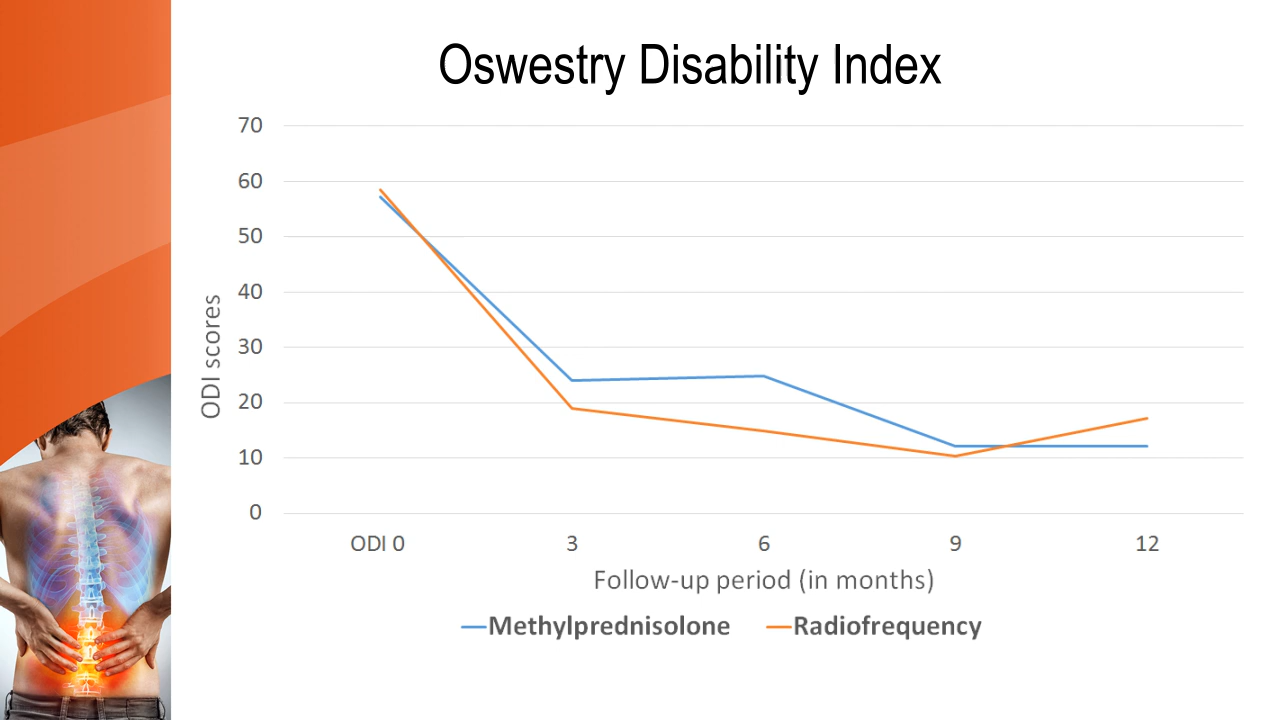 Oswestry Disability Index
70
60
50
40
30
20
10
0
ODI scores
ODI 0 3 6 9 12
Follow-up period (in months)
Methylprednisolone Radiofrequency